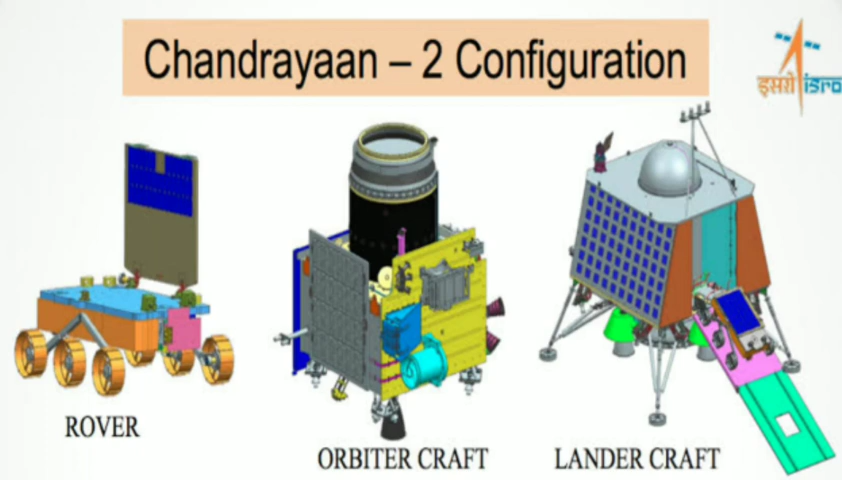 Chandrayaan – 2 Configuration
इसरो isro
ROVER
ORBITER CRAFT
LANDER CRAFT